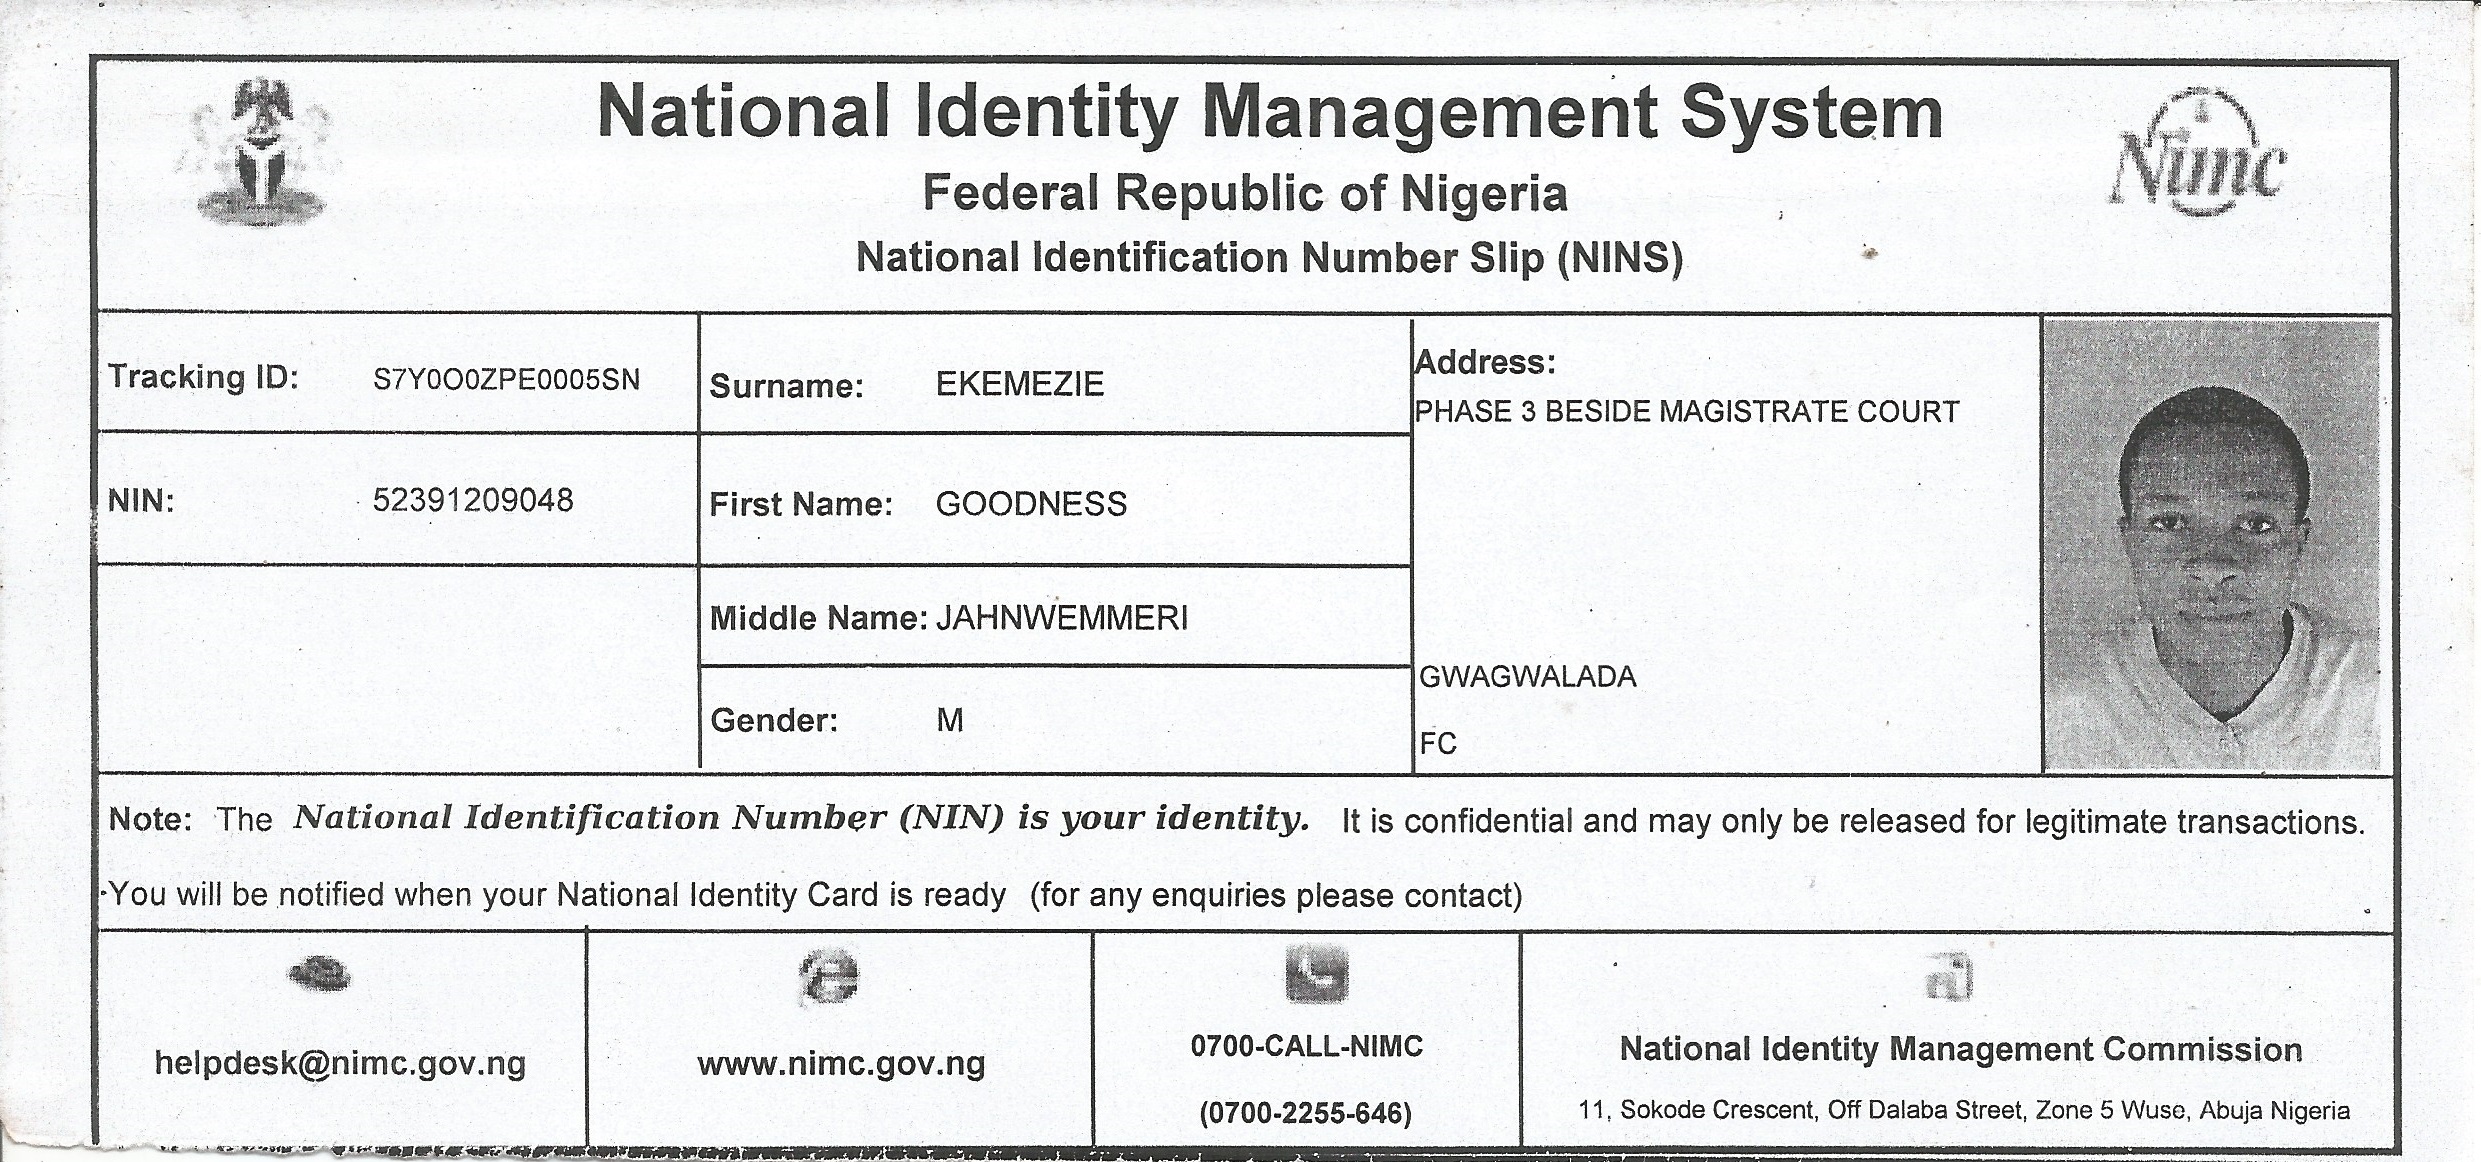 National Identity Management System
Federal Republic of Nigeria
National Identification Number Slip (NINS)
Nimc
Tracking ID: S7Y0O0ZPE0005SN
Surname: EKEMEZIE
Address:
PHASE 3 BESIDE MAGISTRATE COURT
NIN: 52391209048
First Name: GOODNESS
Middle Name: JAHNWEMMERI
GWAGWALADA
Gender: M
FC
Note: The National Identification Number (NIN) is your identity. It is confidential and may only be released for legitimate transactions.
You will be notified when your National Identity Card is ready (for any enquiries please contact)
helpdesk@nimc.gov.ng
www.nimc.gov.ng
0700-CALL-NIMC
(0700-2255-646)
National Identity Management Commission
11, Sokode Crescent, Off Dalaba Street, Zone 5 Wuse, Abuja Nigeria